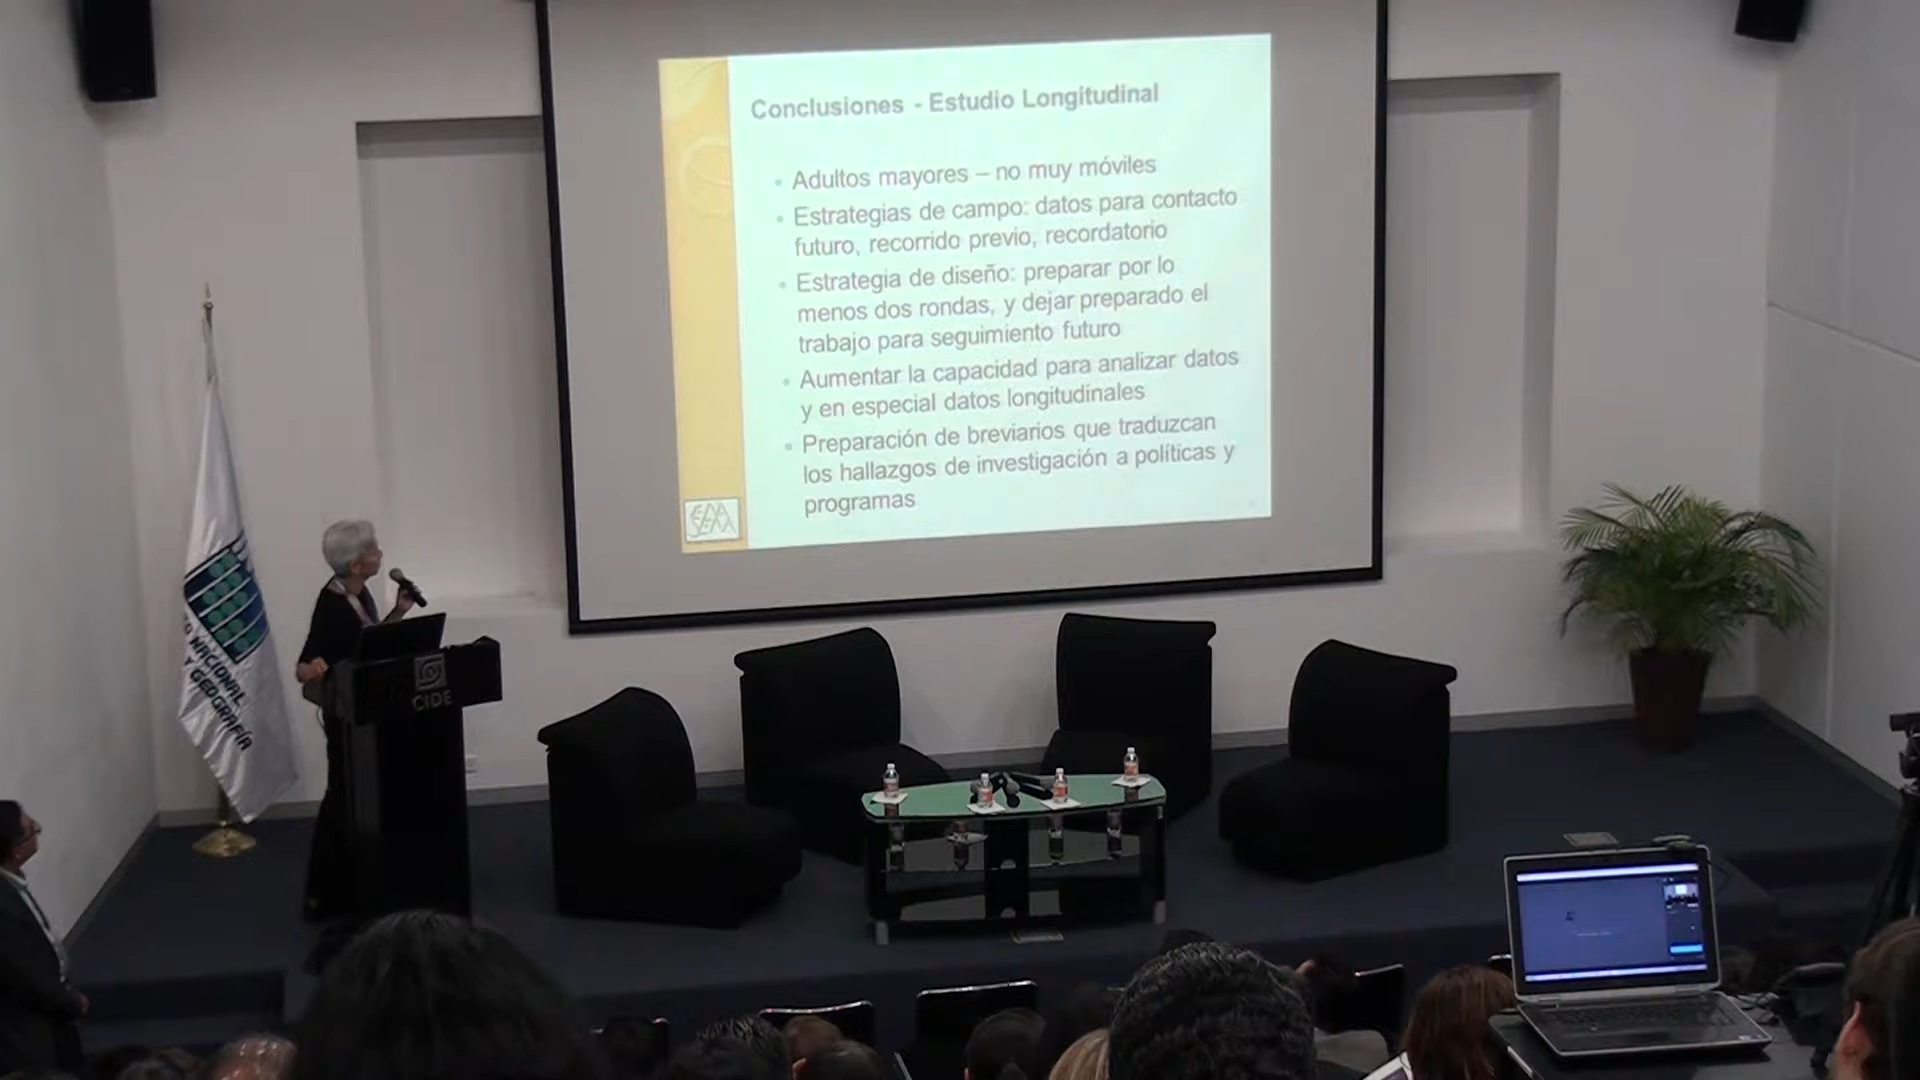 Conclusiones - Estudio Longitudinal
• Adultos mayores – no muy móviles
• Estrategias de campo: datos para contacto
futuro, recorrido previo, recordatorio
• Estrategia de diseño: preparar por lo
menos dos rondas, y dejar preparado el
trabajo para seguimiento futuro
• Aumentar la capacidad para analizar datos
y en especial datos longitudinales
• Preparación de breviarios que traduzcan
los hallazgos de investigación a políticas y
programas
NACIONAL
Y GEOGRAFÍA
CIDE